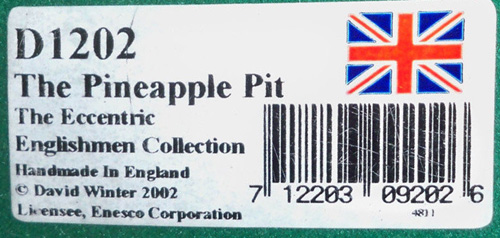 D1202
The Pineapple Pit
The Eccentric
Englishmen Collection
Handmade In England
© David Winter 2002
Licensee, Enesco Corporation
7 12203 09202 6
4811